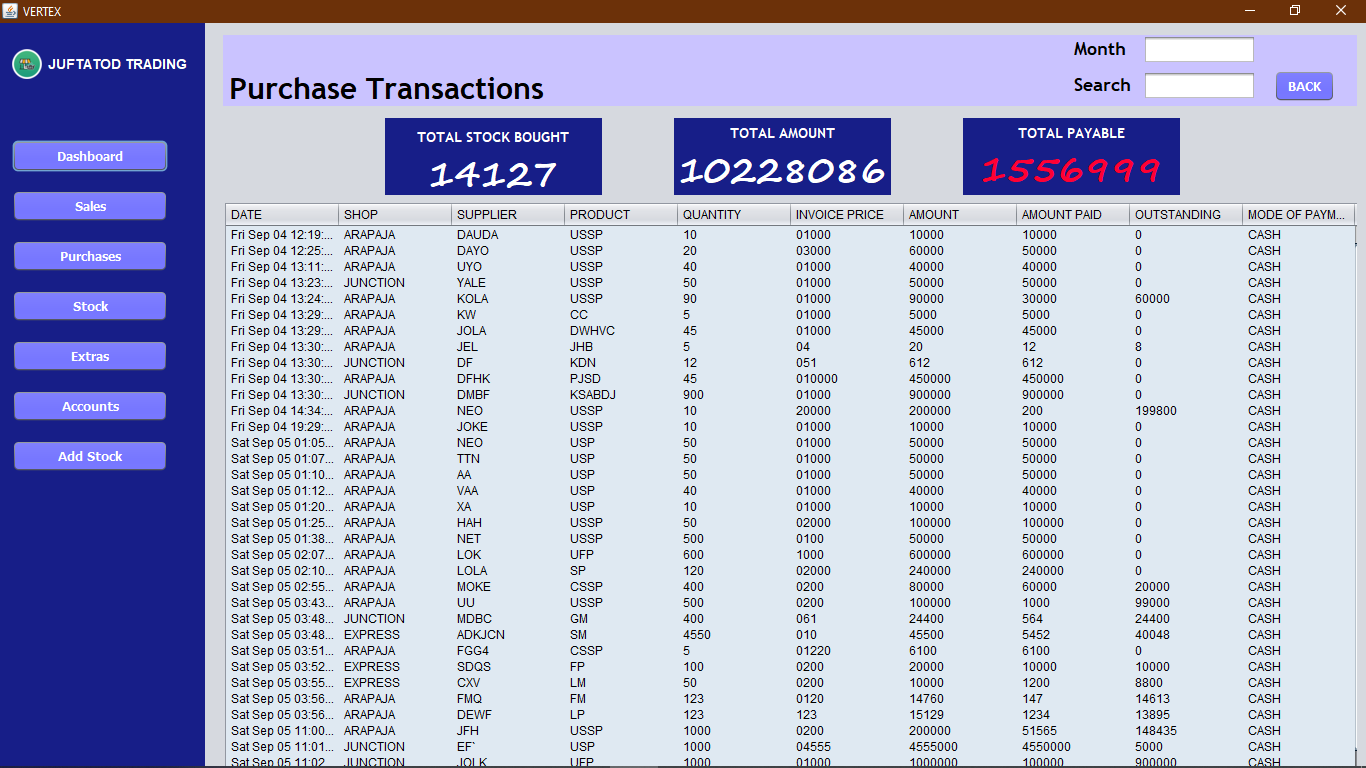 VERTEX
JUFTATOD TRADING
Dashboard
Sales
Purchases
Stock
Extras
Accounts
Add Stock
Month
Purchase Transactions
Search
BACK
TOTAL STOCK BOUGHT
14127
TOTAL AMOUNT
10228086
TOTAL PAYABLE
1556999
DATE SHOP SUPPLIER PRODUCT QUANTITY INVOICE PRICE AMOUNT AMOUNT PAID OUTSTANDING MODE OF PAYM...
Fri Sep 04 12:19:... ARAPAJA DAUDA USSP 10 01000 10000 10000 0 CASH
Fri Sep 04 12:25:... ARAPAJA DAYO USSP 20 03000 60000 50000 0 CASH
Fri Sep 04 13:11:... ARAPAJA UYO USSP 40 01000 40000 40000 0 CASH
Fri Sep 04 13:23:... JUNCTION YALE USSP 50 01000 50000 50000 0 CASH
Fri Sep 04 13:24:... ARAPAJA KOLA USSP 90 01000 90000 30000 60000 CASH
Fri Sep 04 13:29:... ARAPAJA KW CC 5 01000 5000 5000 0 CASH
Fri Sep 04 13:29:... ARAPAJA JOLA DWHVC 45 01000 45000 45000 0 CASH
Fri Sep 04 13:30:... ARAPAJA JEL JHB 5 04 20 12 8 CASH
Fri Sep 04 13:30:... JUNCTION DF KDN 12 051 612 612 0 CASH
Fri Sep 04 13:30:... ARAPAJA DFHK PJSD 45 010000 450000 450000 0 CASH
Fri Sep 04 13:30:... JUNCTION DMBF KSABDJ 900 01000 900000 900000 0 CASH
Fri Sep 04 14:34:... ARAPAJA NEO USSP 10 20000 200000 200 199800 CASH
Fri Sep 04 19:29:... ARAPAJA JOKE USSP 10 01000 10000 10000 0 CASH
Sat Sep 05 01:05... ARAPAJA NEO USP 50 01000 50000 50000 0 CASH
Sat Sep 05 01:07... ARAPAJA TTN USP 50 01000 50000 50000 0 CASH
Sat Sep 05 01:10... ARAPAJA AA USP 50 01000 50000 50000 0 CASH
Sat Sep 05 01:12... ARAPAJA VAA USP 40 01000 40000 40000 0 CASH
Sat Sep 05 01:20... ARAPAJA XA USP 10 01000 10000 10000 0 CASH
Sat Sep 05 01:25... ARAPAJA HAH USSP 50 02000 100000 100000 0 CASH
Sat Sep 05 01:38... ARAPAJA NET USSP 500 0100 50000 50000 0 CASH
Sat Sep 05 02:07... ARAPAJA LOK UFP 600 1000 600000 600000 0 CASH
Sat Sep 05 02:10... ARAPAJA LOLA SP 120 02000 240000 240000 0 CASH
Sat Sep 05 02:55... ARAPAJA MOKE CSSP 400 0200 80000 60000 20000 CASH
Sat Sep 05 03:43... ARAPAJA UU USSP 500 0200 100000 1000 99000 CASH
Sat Sep 05 03:48... JUNCTION MDBC GM 400 061 24400 564 24400 CASH
Sat Sep 05 03:48... EXPRESS ADKJCN SM 4550 010 45500 5452 40048 CASH
Sat Sep 05 03:51... ARAPAJA FGG4 CSSP 5 01220 6100 6100 0 CASH
Sat Sep 05 03:52... EXPRESS SDQS FP 100 0200 20000 10000 10000 CASH
Sat Sep 05 03:55... EXPRESS CXV LM 50 0200 10000 1200 8800 CASH
Sat Sep 05 03:56... ARAPAJA FMQ FM 123 0120 14760 147 14613 CASH
Sat Sep 05 03:56... ARAPAJA DEWF LP 123 123 15129 1234 13895 CASH
Sat Sep 05 11:00... ARAPAJA JFH USSP 1000 0200 200000 51565 148435 CASH
Sat Sep 05 11:01... JUNCTION EF` USP 1000 04555 4555000 4550000 5000 CASH
Sat Sep 05 11:02... JUNCTION JOLK UFP 1000 01000 1000000 100000 900000 CASH